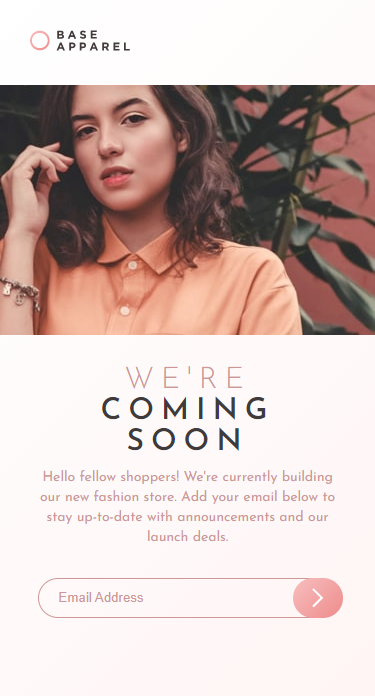 BASE
APPAREL
WE'RE
COMING
SOON
Hello fellow shoppers! We're currently building
our new fashion store. Add your email below to
stay up-to-date with announcements and our
launch deals.
Email Address